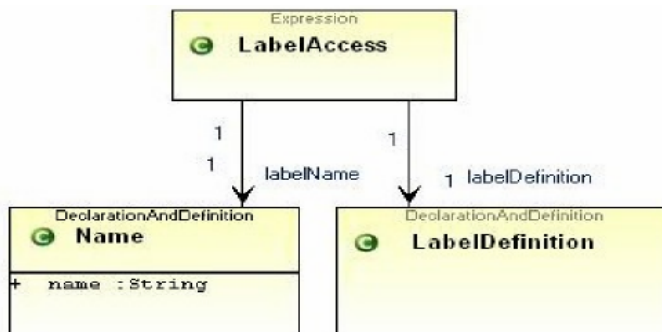 Expression
LabelAccess
1
1
1
labelName
1 labelDefinition
DeclarationAndDefinition
Name
+ name :String
DeclarationAndDefinition
LabelDefinition